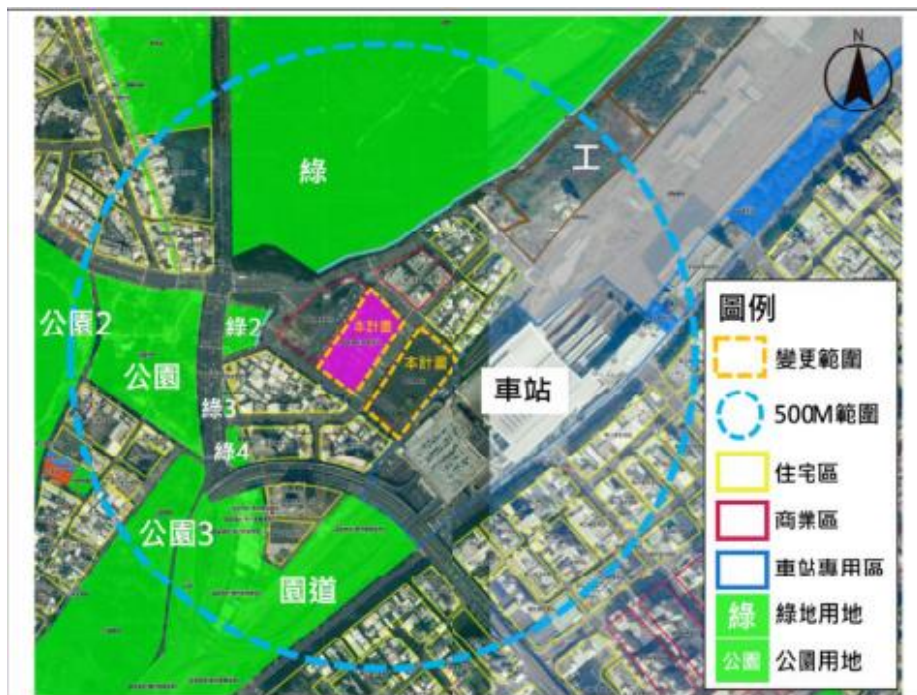 N
工
綠
公園2
綠2
本計畫
本計畫
公園
車站
綠3
綠4
公園3
園道
圖例
變更範圍
500M範圍
住宅區
商業區
車站專用區
綠 綠地用地
公園 公園用地